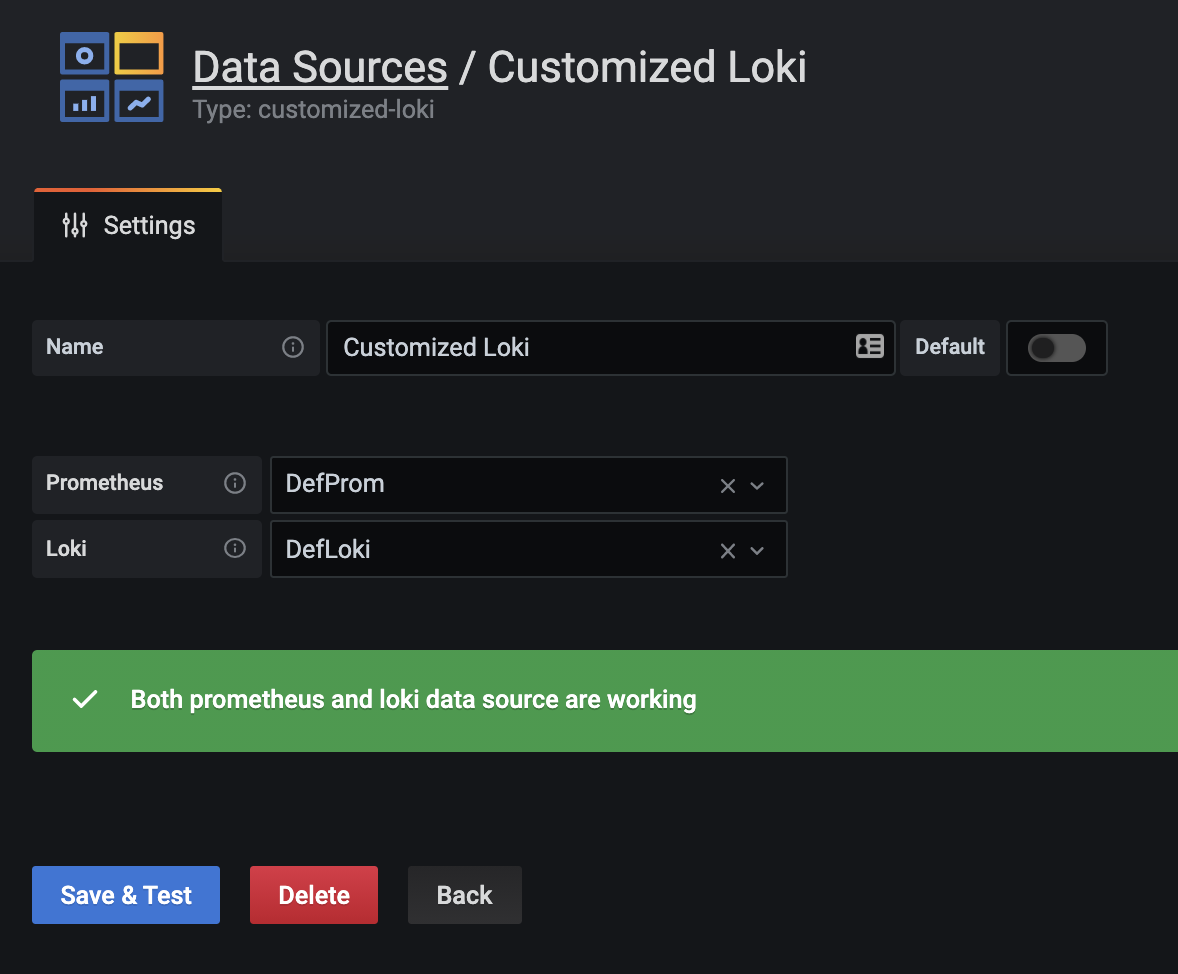 Data Sources / Customized Loki
Type: customized-loki
Settings
Name
Customized Loki
Default
Prometheus
DefProm
Loki
DefLoki
Both prometheus and loki data source are working
Save & Test
Delete
Back